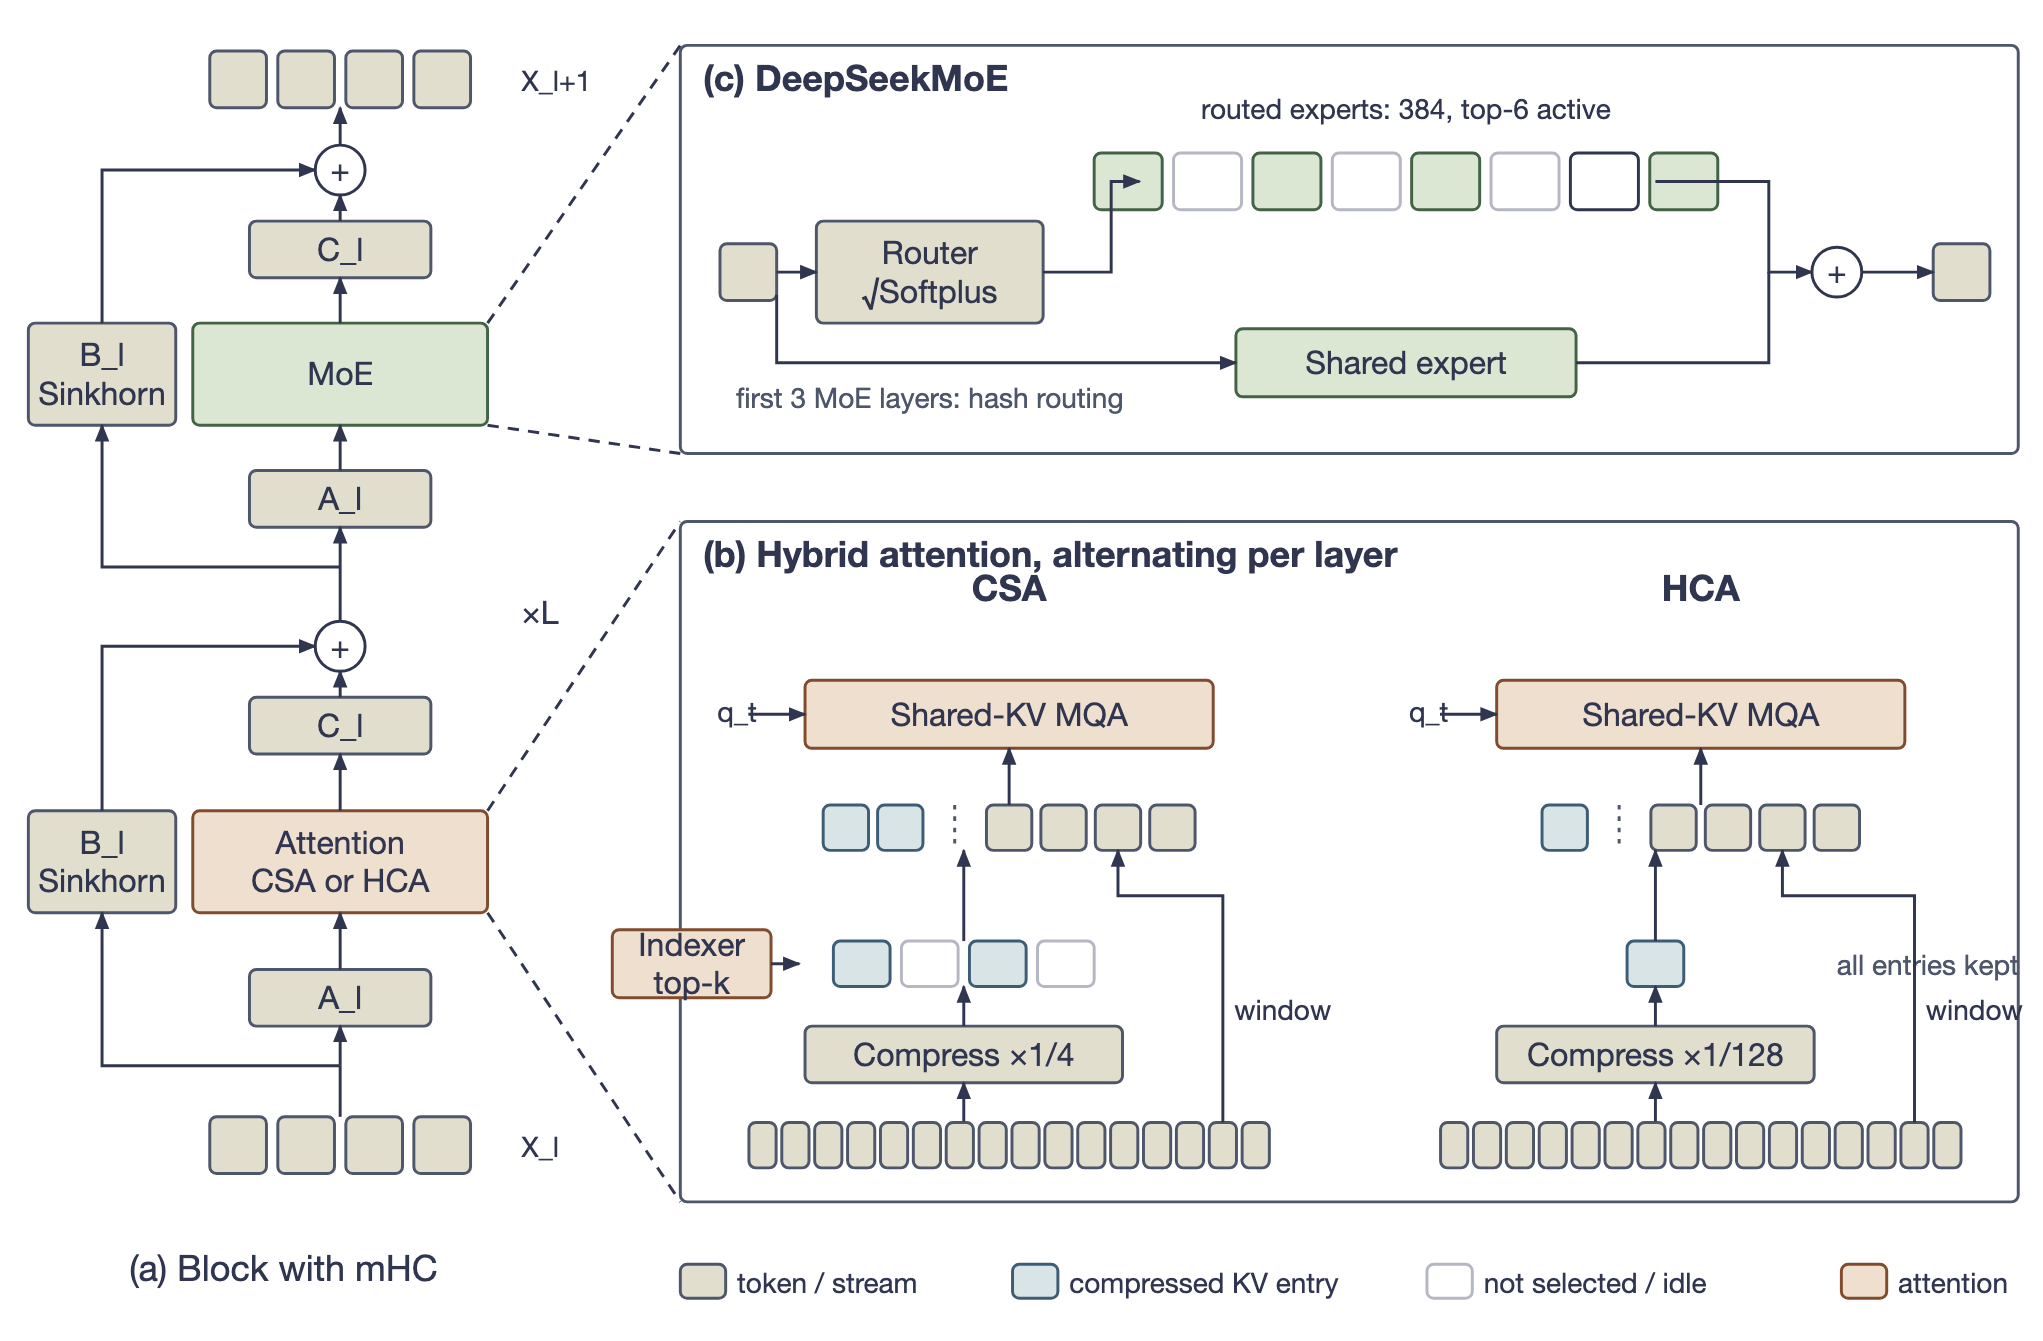 X_l+1
+
C_l
B_l
Sinkhorn
MoE
A_l
×L
+
C_l
B_l
Sinkhorn
Attention
CSA or HCA
A_l
X_l
(a) Block with mHC
(c) DeepSeekMoE
routed experts: 384, top-6 active
Router
√Softplus
+
Shared expert
first 3 MoE layers: hash routing
(b) Hybrid attention, alternating per layer
CSA
HCA
q_t
Shared-KV MQA
q_t
Shared-KV MQA
Indexer
top-k
all entries kept
window
window
Compress ×1/4
Compress ×1/128
token / stream
compressed KV entry
not selected / idle
attention